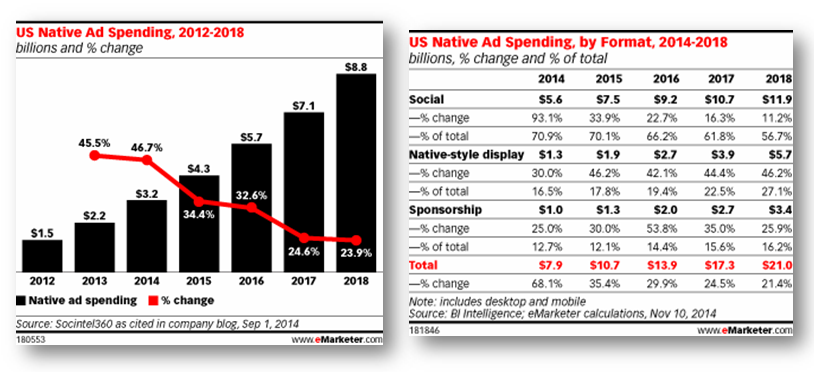 US Native Ad Spending, 2012-2018
billions and % change
$1.5
$2.2
$3.2
$4.3
$5.7
$7.1
$8.8
45.5%
46.7%
34.4%
32.6%
24.6%
23.9%
2012 2013 2014 2015 2016 2017 2018
Native ad spending % change
Source: Socintel360 as cited in company blog, Sep 1, 2014
180553 www.eMarketer.com
US Native Ad Spending, by Format, 2014-2018
billions, % change and % of total
2014 2015 2016 2017 2018
Social $5.6 $7.5 $9.2 $10.7 $11.9
—% change 93.1% 33.9% 22.7% 16.3% 11.2%
—% of total 70.9% 70.1% 66.2% 61.8% 56.7%
Native-style display $1.3 $1.9 $2.7 $3.9 $5.7
—% change 30.0% 46.2% 42.1% 44.4% 46.2%
—% of total 16.5% 17.8% 19.4% 22.5% 27.1%
Sponsorship $1.0 $1.3 $2.0 $2.7 $3.4
—% change 25.0% 30.0% 53.8% 35.0% 25.9%
—% of total 12.7% 12.1% 14.4% 15.6% 16.2%
Total $7.9 $10.7 $13.9 $17.3 $21.0
—% change 68.1% 35.4% 29.9% 24.5% 21.4%
Note: includes desktop and mobile
Source: BI Intelligence; eMarketer calculations, Nov 10, 2014
181846 www.eMarketer.com